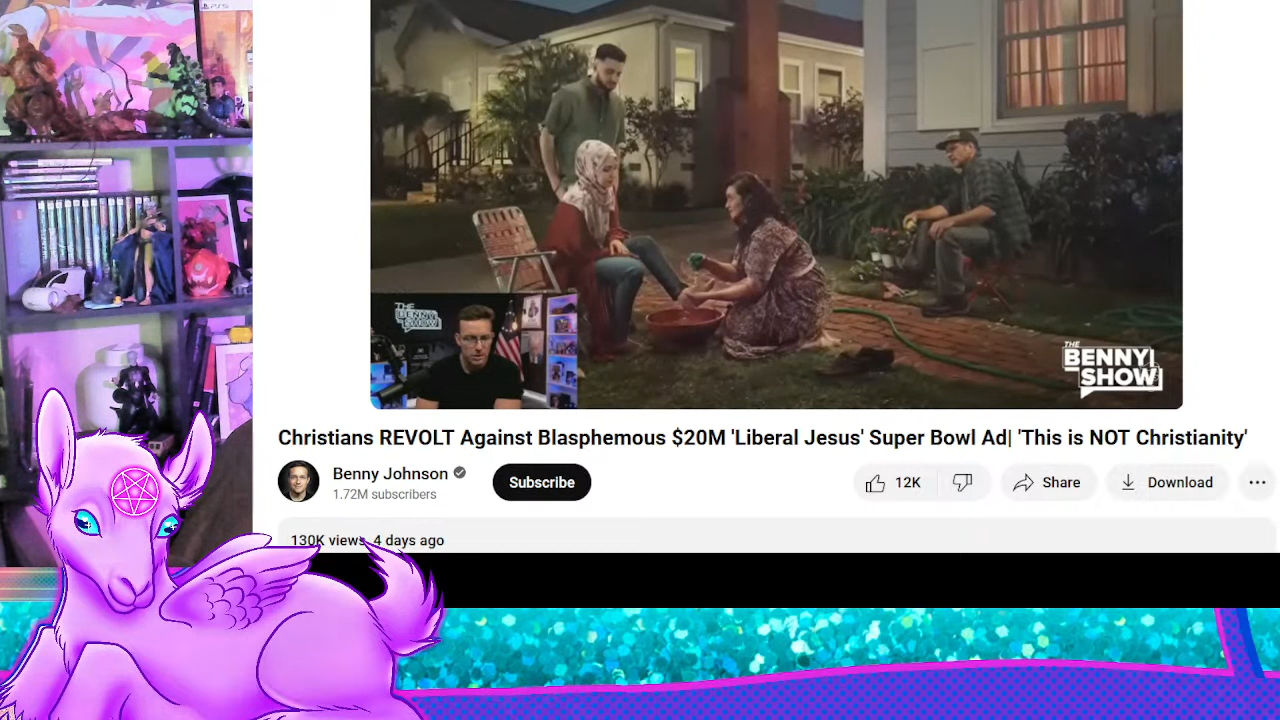 THE
BENNY
SHOW
THE
BENNY
SHOW
Christians REVOLT Against Blasphemous $20M 'Liberal Jesus' Super Bowl Ad| 'This is NOT Christianity'
Benny Johnson
1.72M subscribers
Subscribe
12K
Share
Download
130K views 4 days ago